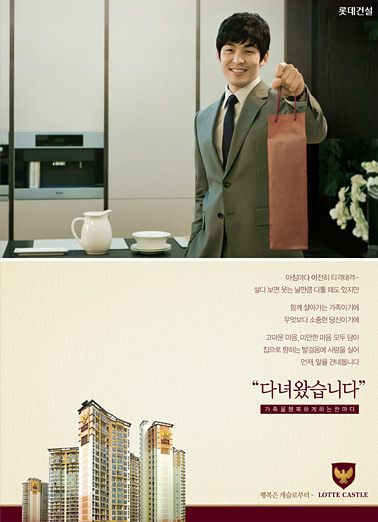 롯데건설
아침마다 여전히 티격태격-
살다 보면 웃는 날만큼 다툴 때도 있지만
함께 살아가는 가족이기에
무엇보다 소중한 당신이기에
고마운 마음, 미안한 마음 모두 담아
집으로 향하는 발걸음에 사랑을 실어
먼저, 말을 건네봅니다
“다녀왔습니다”
가족을행복하게하는한마디
행복은 캐슬로부터 -
LOTTE CASTLE